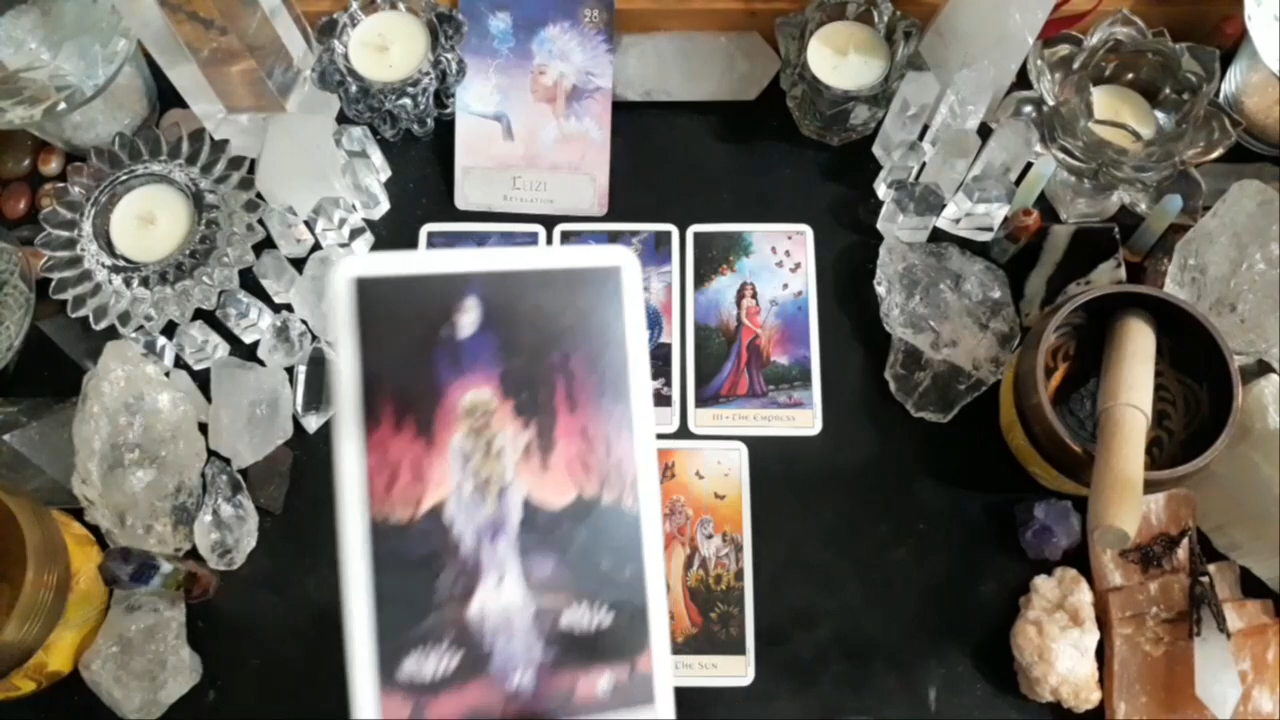 28
LEIZI
REVELATION
III • THE EMPRESS
THE SUN